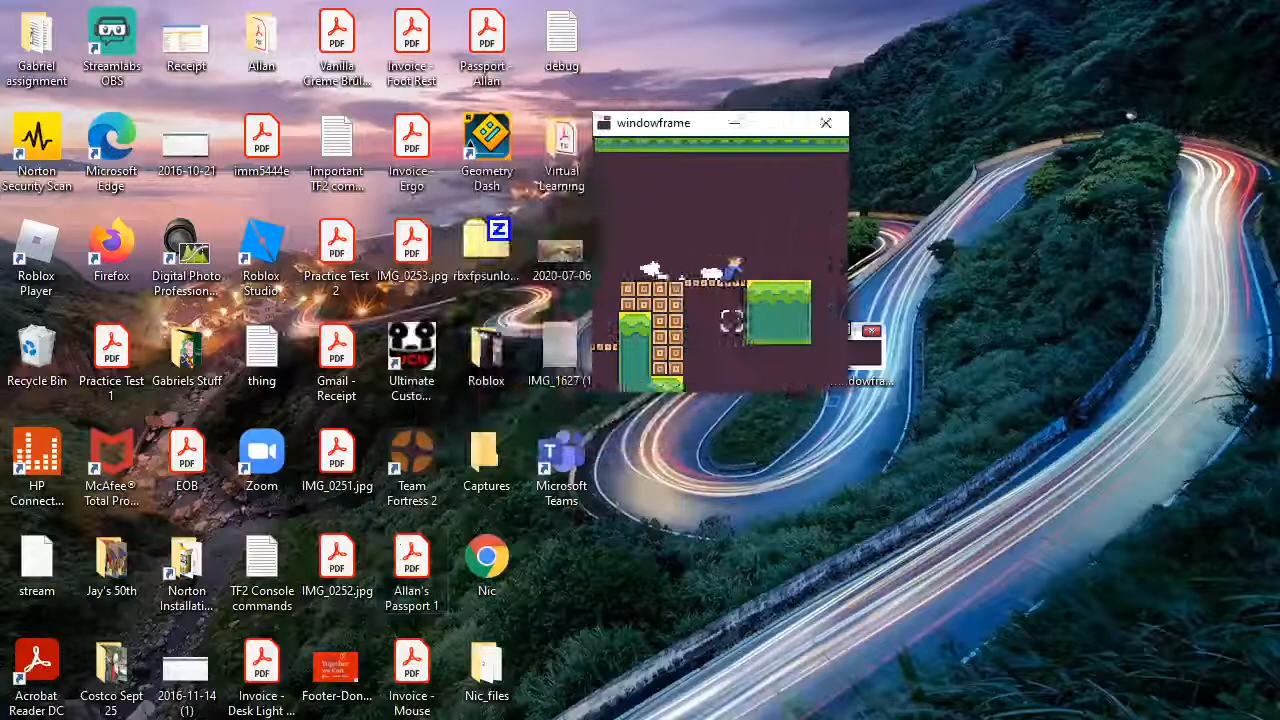 Gabriel
assignment
Streamlabs
OBS
Receipt
Allan
Vanilla
Creme Brul...
Invoice -
Foot Rest
Passport -
Allan
debug
Norton
Security Scan
Microsoft
Edge
2016-10-21
imm5444e
Important
TF2 com...
Invoice -
Ergo
Geometry
Dash
Virtual
Learning
windowframe
Roblox
Player
Firefox
Digital Photo
Profession...
Roblox
Studio
Practice Test
2
IMG_0253.jpg
rbxfpsunlo...
2020-07-06
Recycle Bin
Practice Test
1
Gabriels Stuff
thing
Gmail -
Receipt
Ultimate
Custo...
Roblox
IMG_1627 (1
HP
Connect...
McAfee®
Total Pro...
EOB
Zoom
IMG_0251.jpg
Team
Fortress 2
Captures
Microsoft
Teams
stream
Jay's 50th
Norton
Installati...
TF2 Console
commands
IMG_0252.jpg
Allan's
Passport 1
Nic
Acrobat
Reader DC
Costco Sept
25
2016-11-14
(1)
Invoice -
Desk Light ...
Footer-Don...
Invoice -
Mouse
Nic_files